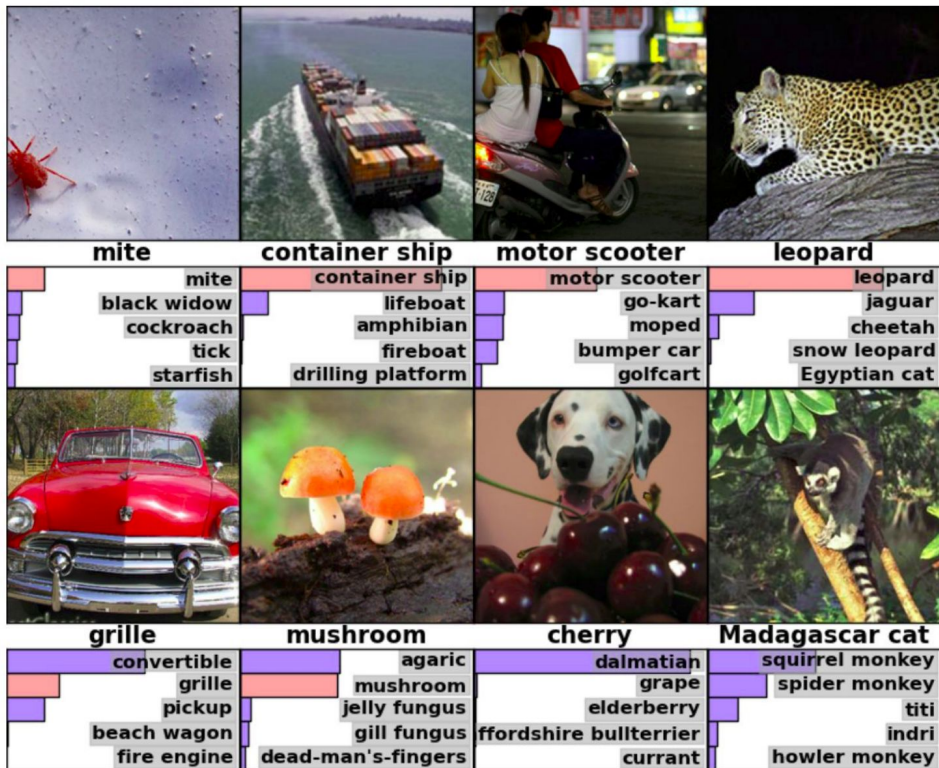 128
mite
container ship
motor scooter
leopard
mite
black widow
cockroach
tick
starfish
container ship
lifeboat
amphibian
fireboat
drilling platform
motor scooter
go-kart
moped
bumper car
golfcart
leopard
jaguar
cheetah
snow leopard
Egyptian cat
grille
mushroom
cherry
Madagascar cat
convertible
grille
pickup
beach wagon
fire engine
agaric
mushroom
jelly fungus
gill fungus
dead-man's-fingers
dalmatian
grape
elderberry
ffordshire bullterrier
currant
squirrel monkey
spider monkey
titi
indri
howler monkey